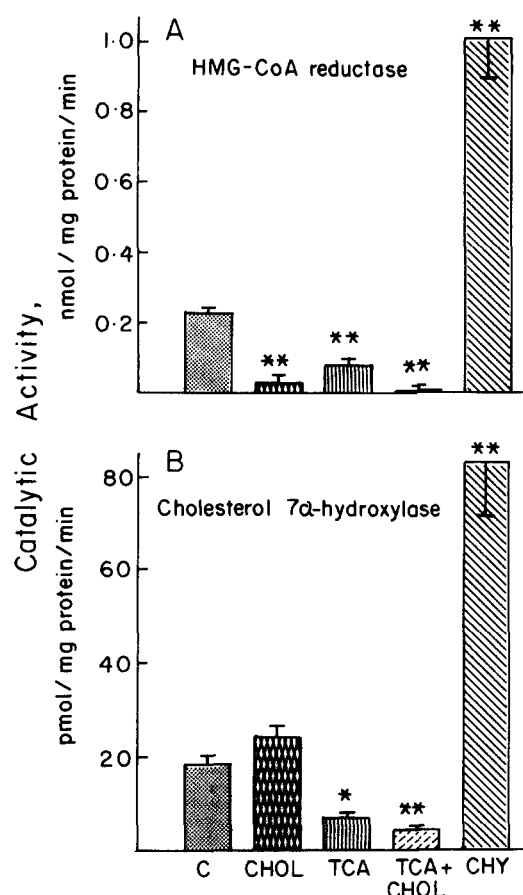 A
HMG-CoA reductase
**
1·0
0·8
0·6
0·4
0·2
**
**
**
nmol/mg protein/min
Catalytic Activity,
B
Cholesterol 7α-hydroxylase
**
80
60
40
20
*
**
pmol/mg protein/min
C CHOL TCA TCA+ CHY
CHOL